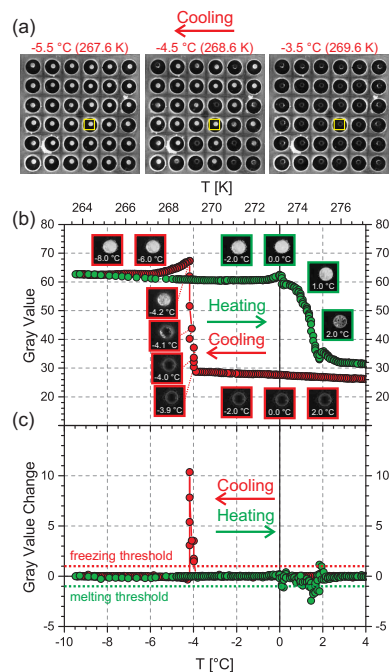 (a)
Cooling
-5.5 °C (267.6 K) -4.5 °C (268.6 K) -3.5 °C (269.6 K)
T [K]
264 266 268 270 272 274 276
(b)
80 80
70 70
60 60
50 50
40 40
30 30
20 20
Gray Value
-8.0 °C -6.0 °C -2.0 °C 0.0 °C
1.0 °C
-4.2 °C
Heating
2.0 °C
-4.1 °C
Cooling
-4.0 °C
-3.9 °C -2.0 °C 0.0 °C 2.0 °C
(c)
Gray Value Change
10 10
5 5
0 0
-5 -5
Cooling
Heating
freezing threshold
melting threshold
-10 -8 -6 -4 -2 0 2 4
T [°C]